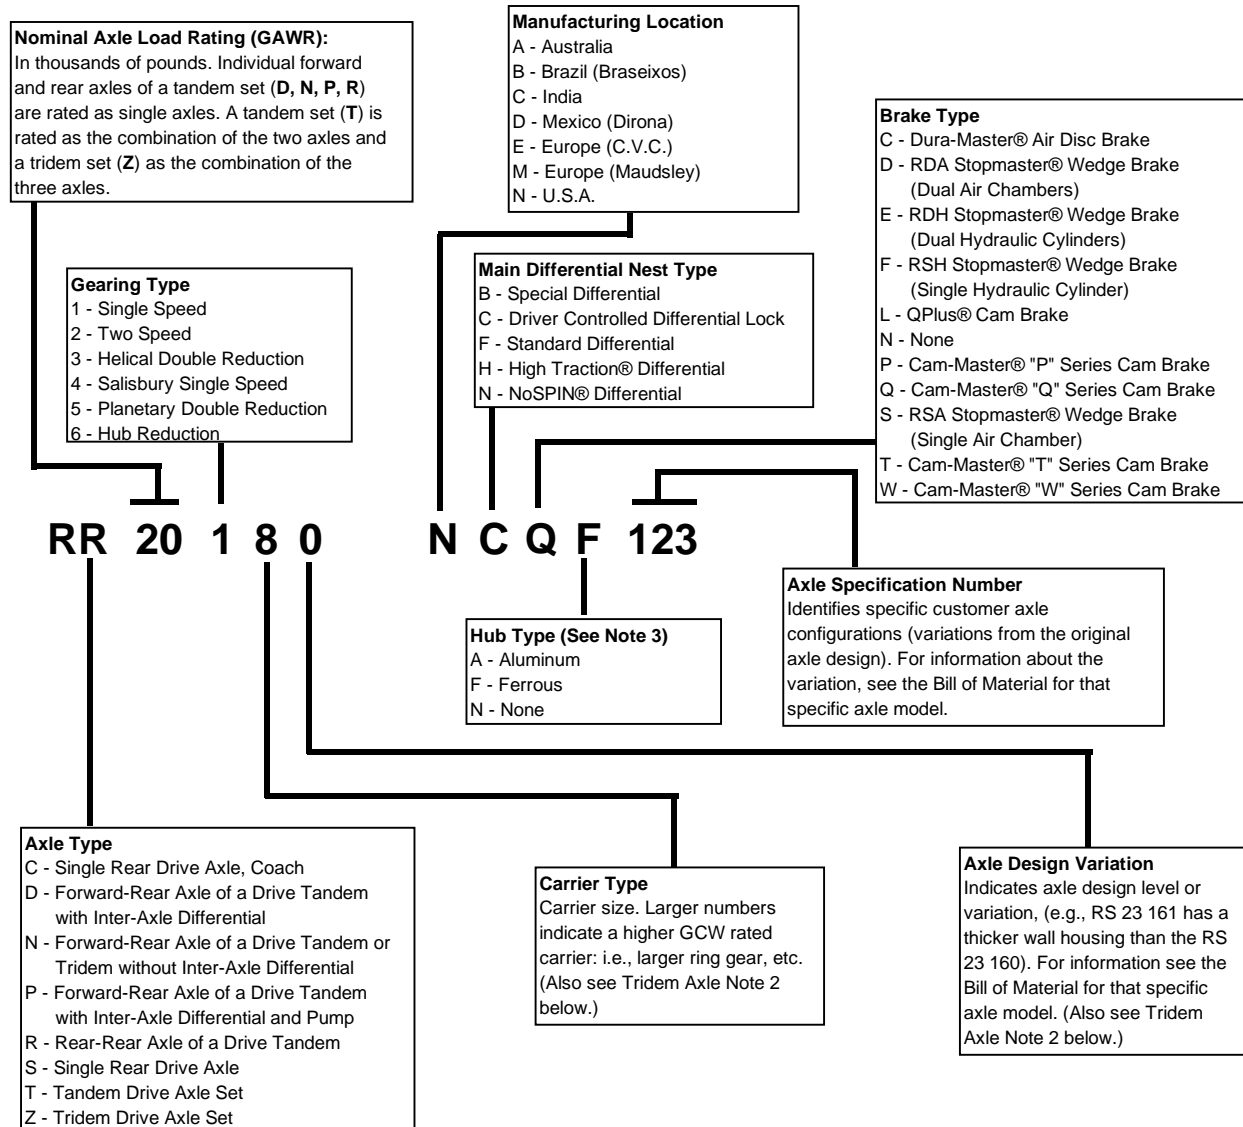 Nominal Axle Load Rating (GAWR):
In thousands of pounds. Individual forward
and rear axles of a tandem set (D, N, P, R)
are rated as single axles. A tandem set (T) is
rated as the combination of the two axles and
a tridem set (Z) as the combination of the
three axles.
Manufacturing Location
A - Australia
B - Brazil (Braseixos)
C - India
D - Mexico (Dirona)
E - Europe (C.V.C.)
M - Europe (Maudsley)
N - U.S.A.
Brake Type
C - Dura-Master® Air Disc Brake
D - RDA Stopmaster® Wedge Brake
(Dual Air Chambers)
E - RDH Stopmaster® Wedge Brake
(Dual Hydraulic Cylinders)
F - RSH Stopmaster® Wedge Brake
(Single Hydraulic Cylinder)
L - QPlus® Cam Brake
N - None
P - Cam-Master® "P" Series Cam Brake
Q - Cam-Master® "Q" Series Cam Brake
S - RSA Stopmaster® Wedge Brake
(Single Air Chamber)
T - Cam-Master® "T" Series Cam Brake
W - Cam-Master® "W" Series Cam Brake
Gearing Type
1 - Single Speed
2 - Two Speed
3 - Helical Double Reduction
4 - Salisbury Single Speed
5 - Planetary Double Reduction
6 - Hub Reduction
Main Differential Nest Type
B - Special Differential
C - Driver Controlled Differential Lock
F - Standard Differential
H - High Traction® Differential
N - NoSPIN® Differential
RR 20 1 8 0 N C Q F 123
Hub Type (See Note 3)
A - Aluminum
F - Ferrous
N - None
Axle Specification Number
Identifies specific customer axle
configurations (variations from the original
axle design). For information about the
variation, see the Bill of Material for that
specific axle model.
Axle Type
C - Single Rear Drive Axle, Coach
D - Forward-Rear Axle of a Drive Tandem
with Inter-Axle Differential
N - Forward-Rear Axle of a Drive Tandem or
Tridem without Inter-Axle Differential
P - Forward-Rear Axle of a Drive Tandem
with Inter-Axle Differential and Pump
R - Rear-Rear Axle of a Drive Tandem
S - Single Rear Drive Axle
T - Tandem Drive Axle Set
Z - Tridem Drive Axle Set
Carrier Type
Carrier size. Larger numbers
indicate a higher GCW rated
carrier: i.e., larger ring gear, etc.
(Also see Tridem Axle Note 2
below.)
Axle Design Variation
Indicates axle design level or
variation, (e.g., RS 23 161 has a
thicker wall housing than the RS
23 160). For information see the
Bill of Material for that specific
axle model. (Also see Tridem
Axle Note 2 below.)